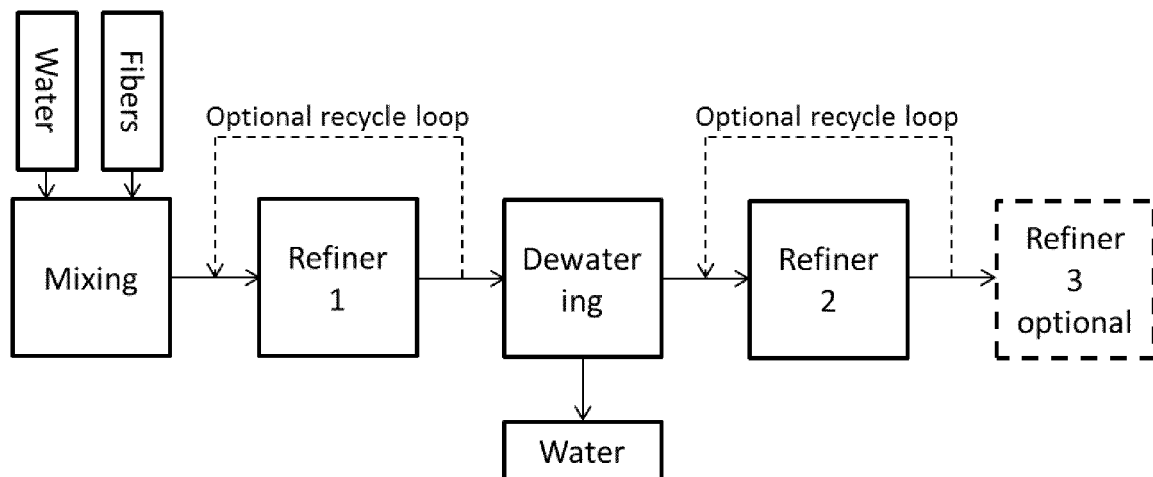 Water
Fibers
Optional recycle loop
Optional recycle loop
Mixing
Refiner
1
Dewater
ing
Refiner
2
Refiner
3
optional
Water